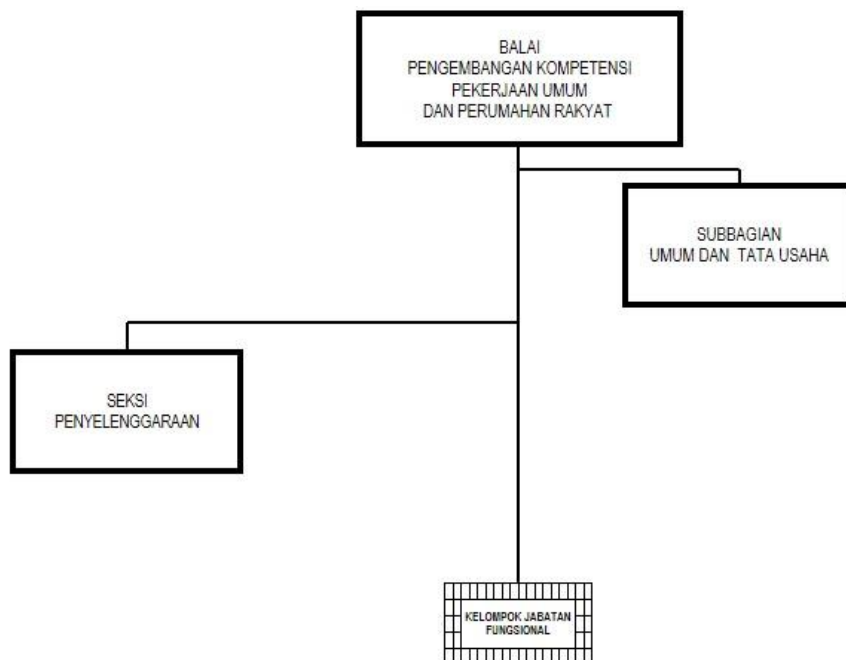 BALAI
PENGEMBANGAN KOMPETENSI
PEKERJAAN UMUM
DAN PERUMAHAN RAKYAT
SUBBAGIAN
UMUM DAN TATA USAHA
SEKSI
PENYELENGGARAAN
KELOMPOK JABATAN
FUNGSIONAL